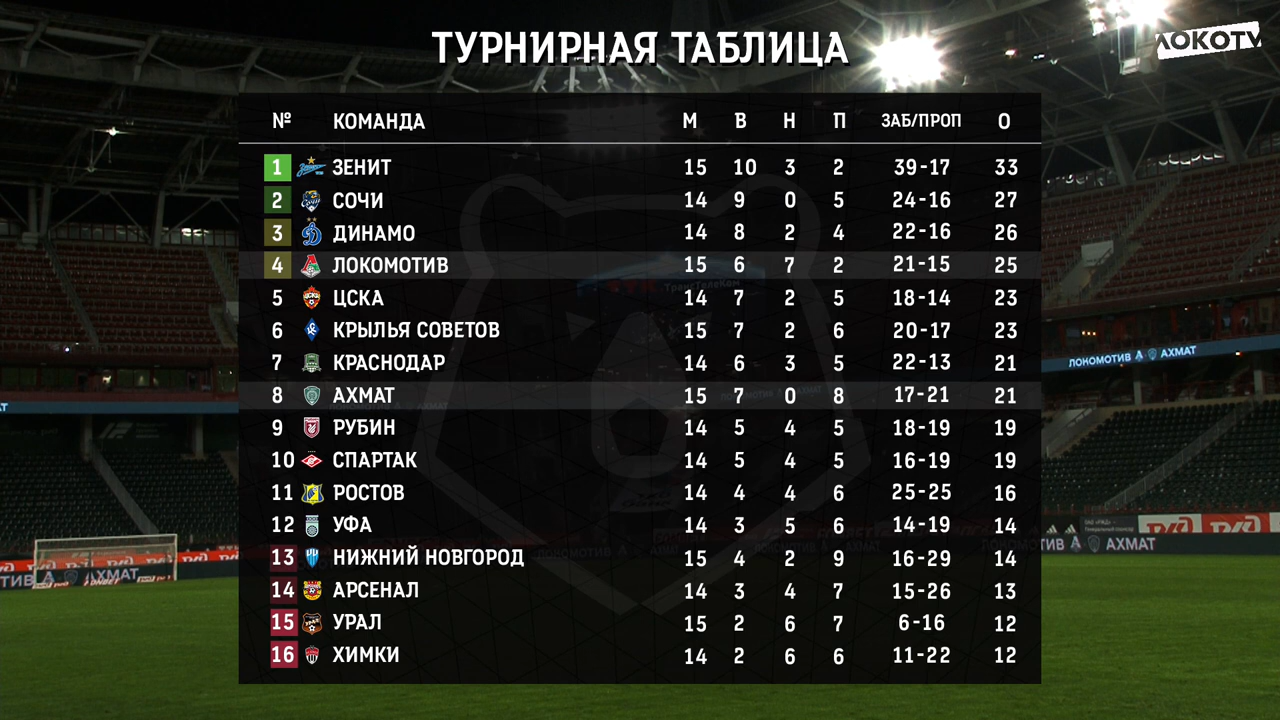 ТУРНИРНАЯ ТАБЛИЦА
ЛОКОTV
№ КОМАНДА М В Н П ЗАБ/ПРОП О
1 ЗЕНИТ 15 10 3 2 39-17 33
2 СОЧИ 14 9 0 5 24-16 27
3 ДИНАМО 14 8 2 4 22-16 26
4 ЛОКОМОТИВ 15 6 7 2 21-15 25
5 ЦСКА 14 7 2 5 18-14 23
6 КРЫЛЬЯ СОВЕТОВ 15 7 2 6 20-17 23
7 КРАСНОДАР 14 6 3 5 22-13 21
8 АХМАТ 15 7 0 8 17-21 21
9 РУБИН 14 5 4 5 18-19 19
10 СПАРТАК 14 5 4 5 16-19 19
11 РОСТОВ 14 4 4 6 25-25 16
12 УФА 14 3 5 6 14-19 14
13 НИЖНИЙ НОВГОРОД 15 4 2 9 16-29 14
14 АРСЕНАЛ 14 3 4 7 15-26 13
15 УРАЛ 15 2 6 7 6-16 12
16 ХИМКИ 14 2 6 6 11-22 12
ЛОКОМОТИВ АХМАТ
РЖД РЖД
АХМАТ
АХМАТ